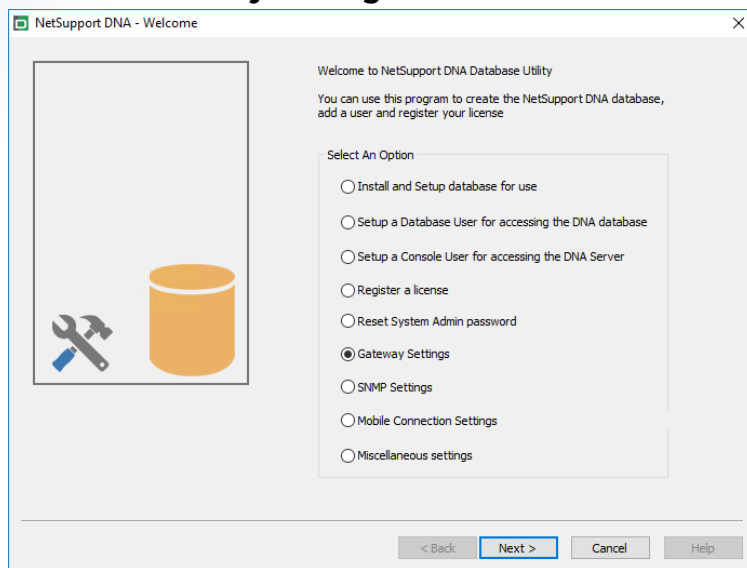 NetSupport DNA - Welcome
Welcome to NetSupport DNA Database Utility
You can use this program to create the NetSupport DNA database,
add a user and register your license
Select An Option
Install and Setup database for use
Setup a Database User for accessing the DNA database
Setup a Console User for accessing the DNA Server
Register a license
Reset System Admin password
Gateway Settings
SNMP Settings
Mobile Connection Settings
Miscellaneous settings
< Back Next > Cancel Help